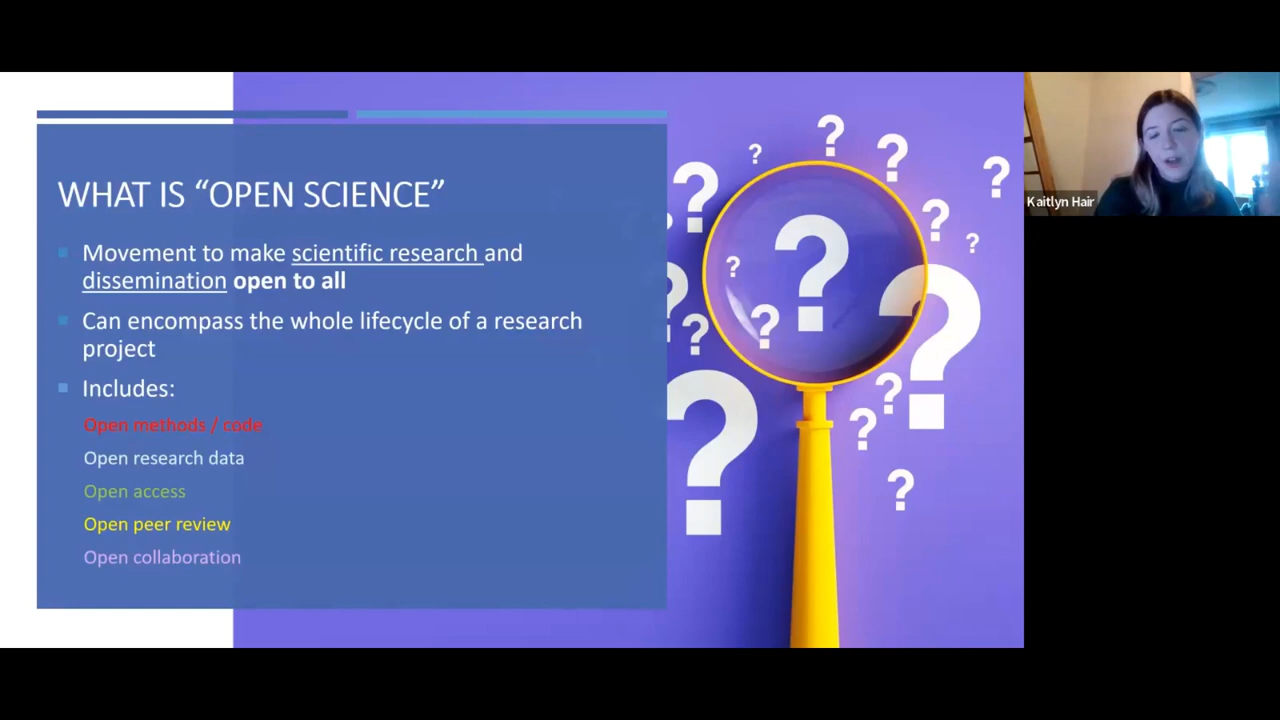 WHAT IS “OPEN SCIENCE”
Movement to make scientific research and
dissemination open to all
Can encompass the whole lifecycle of a research
project
Includes:
Open methods / code
Open research data
Open access
Open peer review
Open collaboration
Kaitlyn Hair